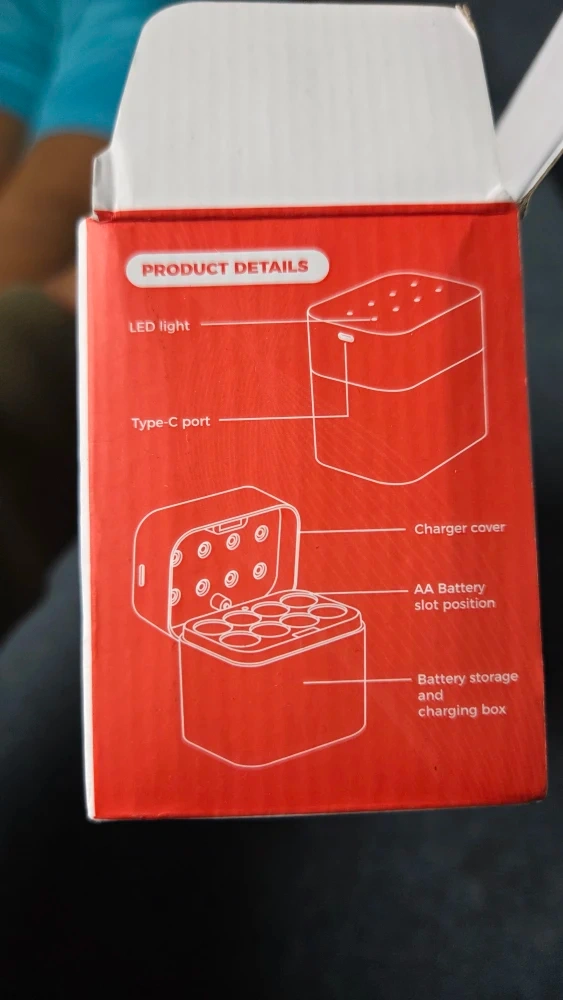 PRODUCT DETAILS
LED light
Type-C port
Charger cover
AA Battery
slot position
Battery storage
and
charging box